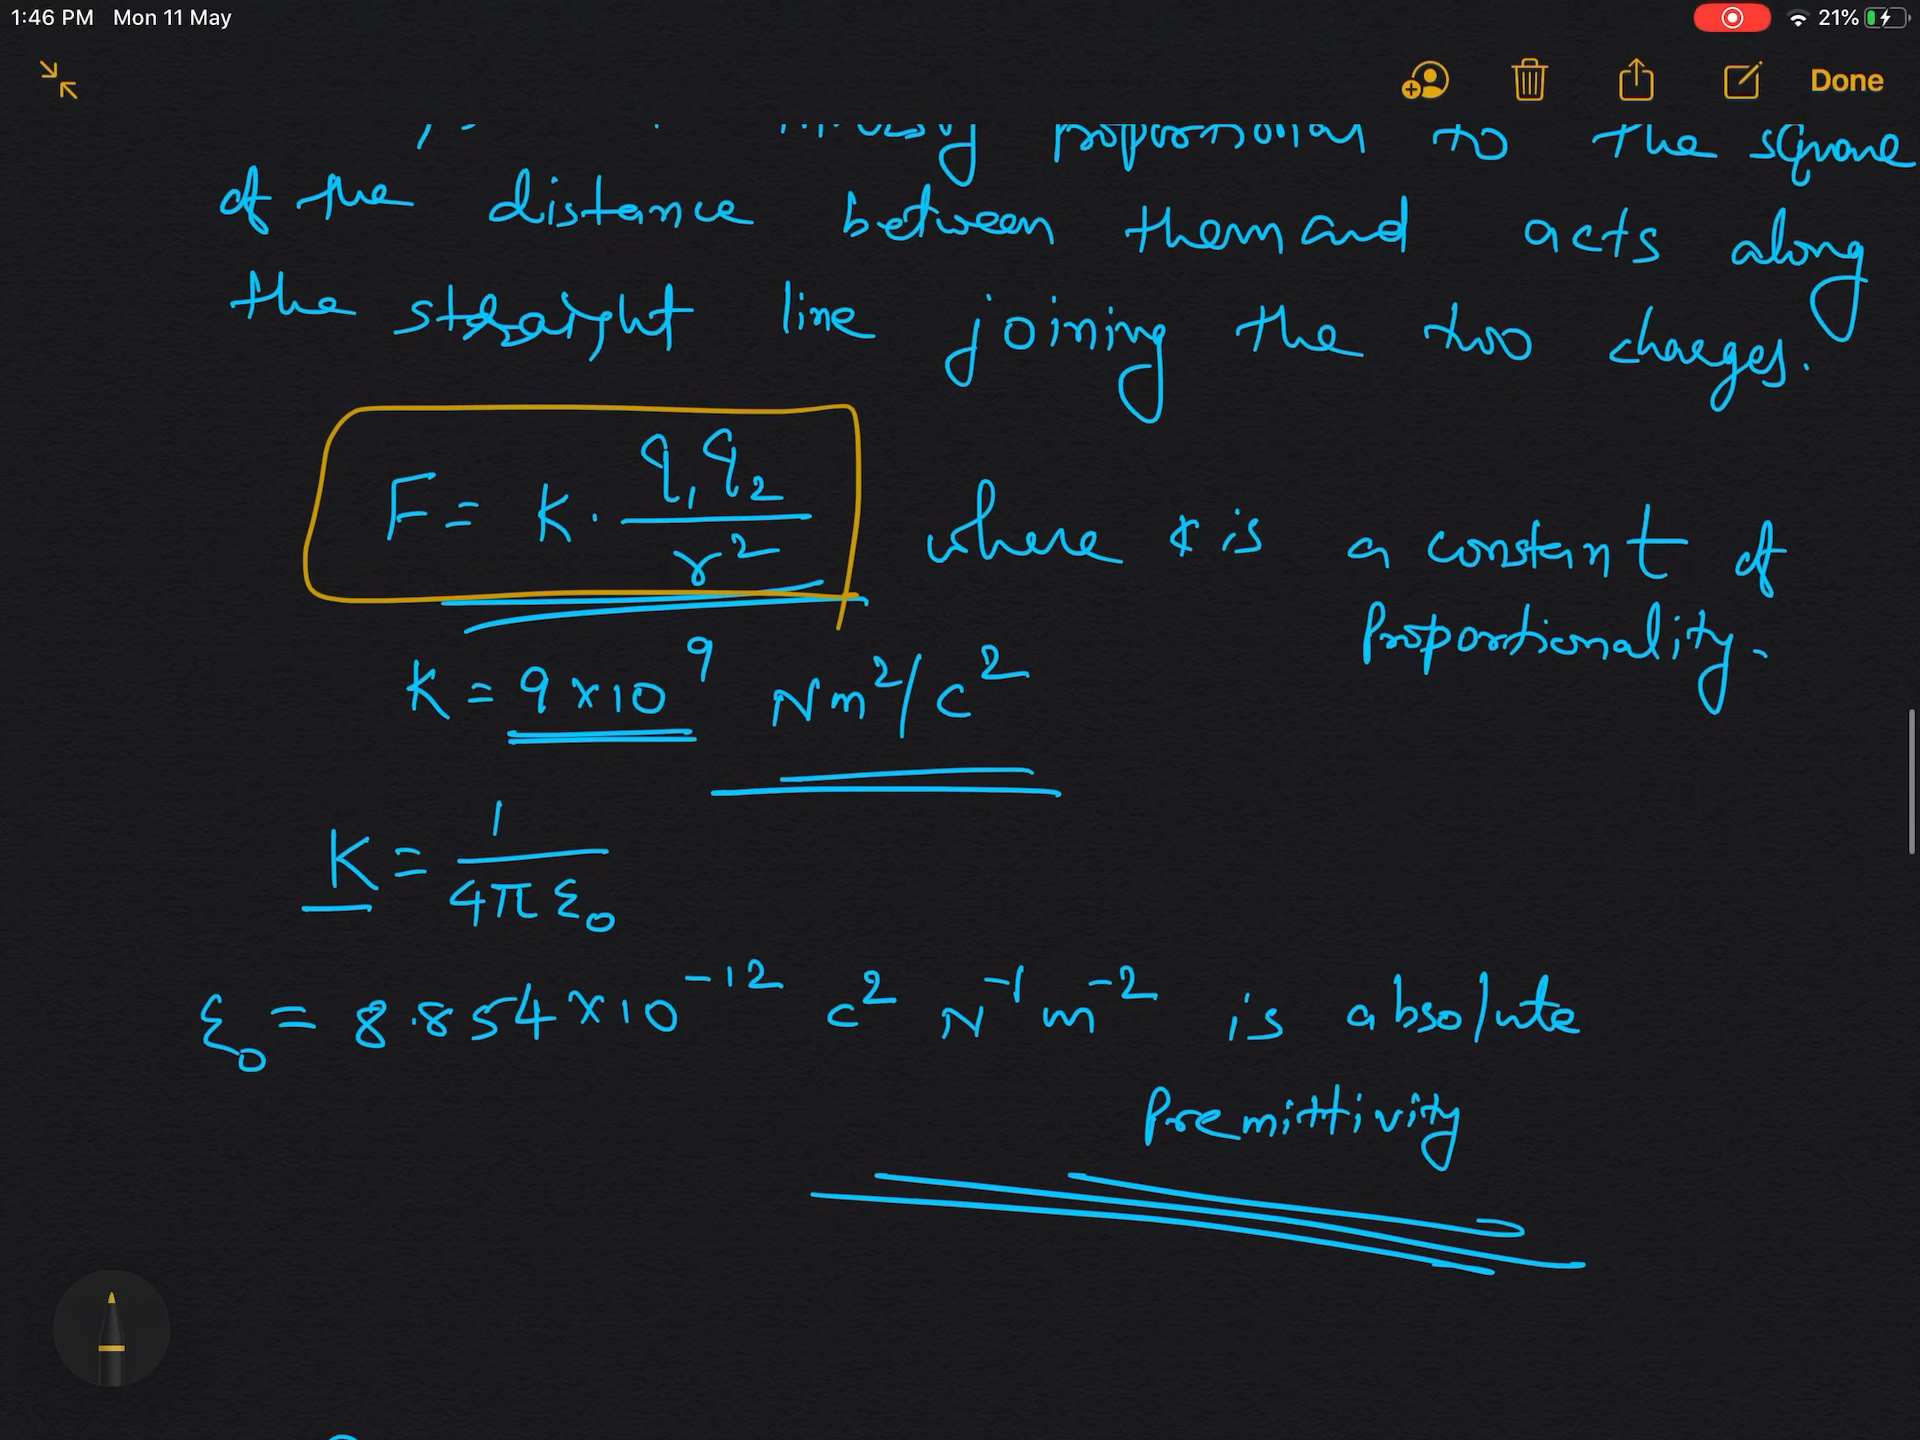 1:46 PM Mon 11 May 21%
Done
proportional to the square
of the distance between them and acts along
the straight line joining the two charges.
F = K · q₁q₂/r² where k is a constant of
Proportionality.
K = 9×10⁹ Nm²/C²
K = 1/4πε₀
ε₀ = 8.854×10⁻¹² C² N⁻¹ m⁻² is absolute
Premittivity